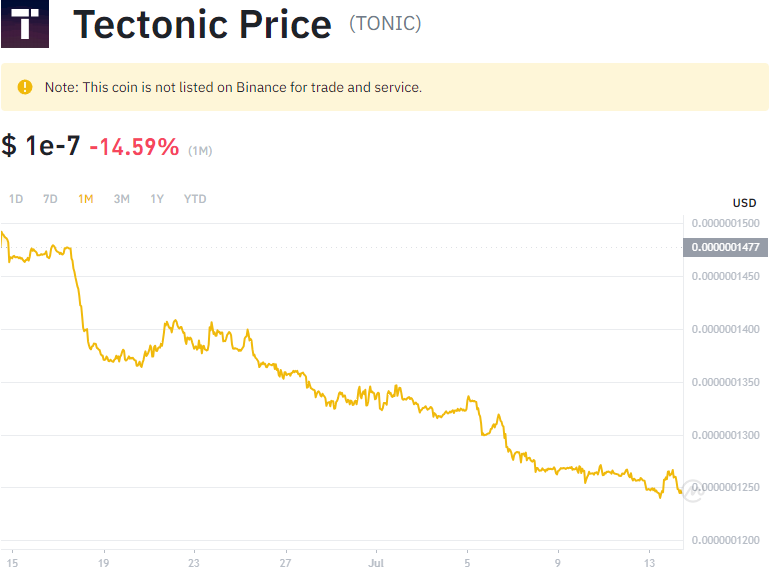 Tectonic Price (TONIC)
Note: This coin is not listed on Binance for trade and service.
$ 1e-7 -14.59% (1M)
1D 7D 1M 3M 1Y YTD
USD
0.0000001500
0.0000001477
0.0000001450
0.0000001400
0.0000001350
0.0000001300
0.0000001250
0.0000001200
15 19 23 27 Jul 5 9 13